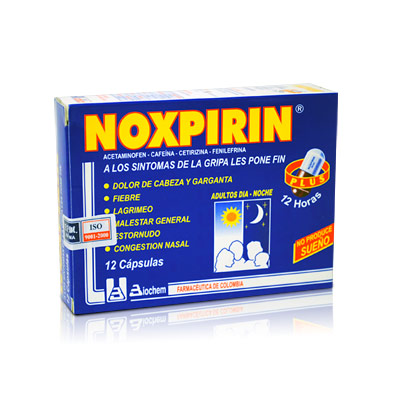 NOXPIRIN®
ACETAMINOFEN - CAFEÍNA - CETIRIZINA - FENILEFRINA
A LOS SINTOMAS DE LA GRIPA LES PONE FIN
PLUS
12 Horas
• DOLOR DE CABEZA Y GARGANTA
• FIEBRE
• LAGRIMEO
MALESTAR GENERAL
ESTORNUDO
• CONGESTION NASAL
ADULTOS DIA - NOCHE
ISO
9001-2000
NO PRODUCE
SUEÑO
12 Cápsulas
Biochem
FARMACÉUTICA DE COLOMBIA